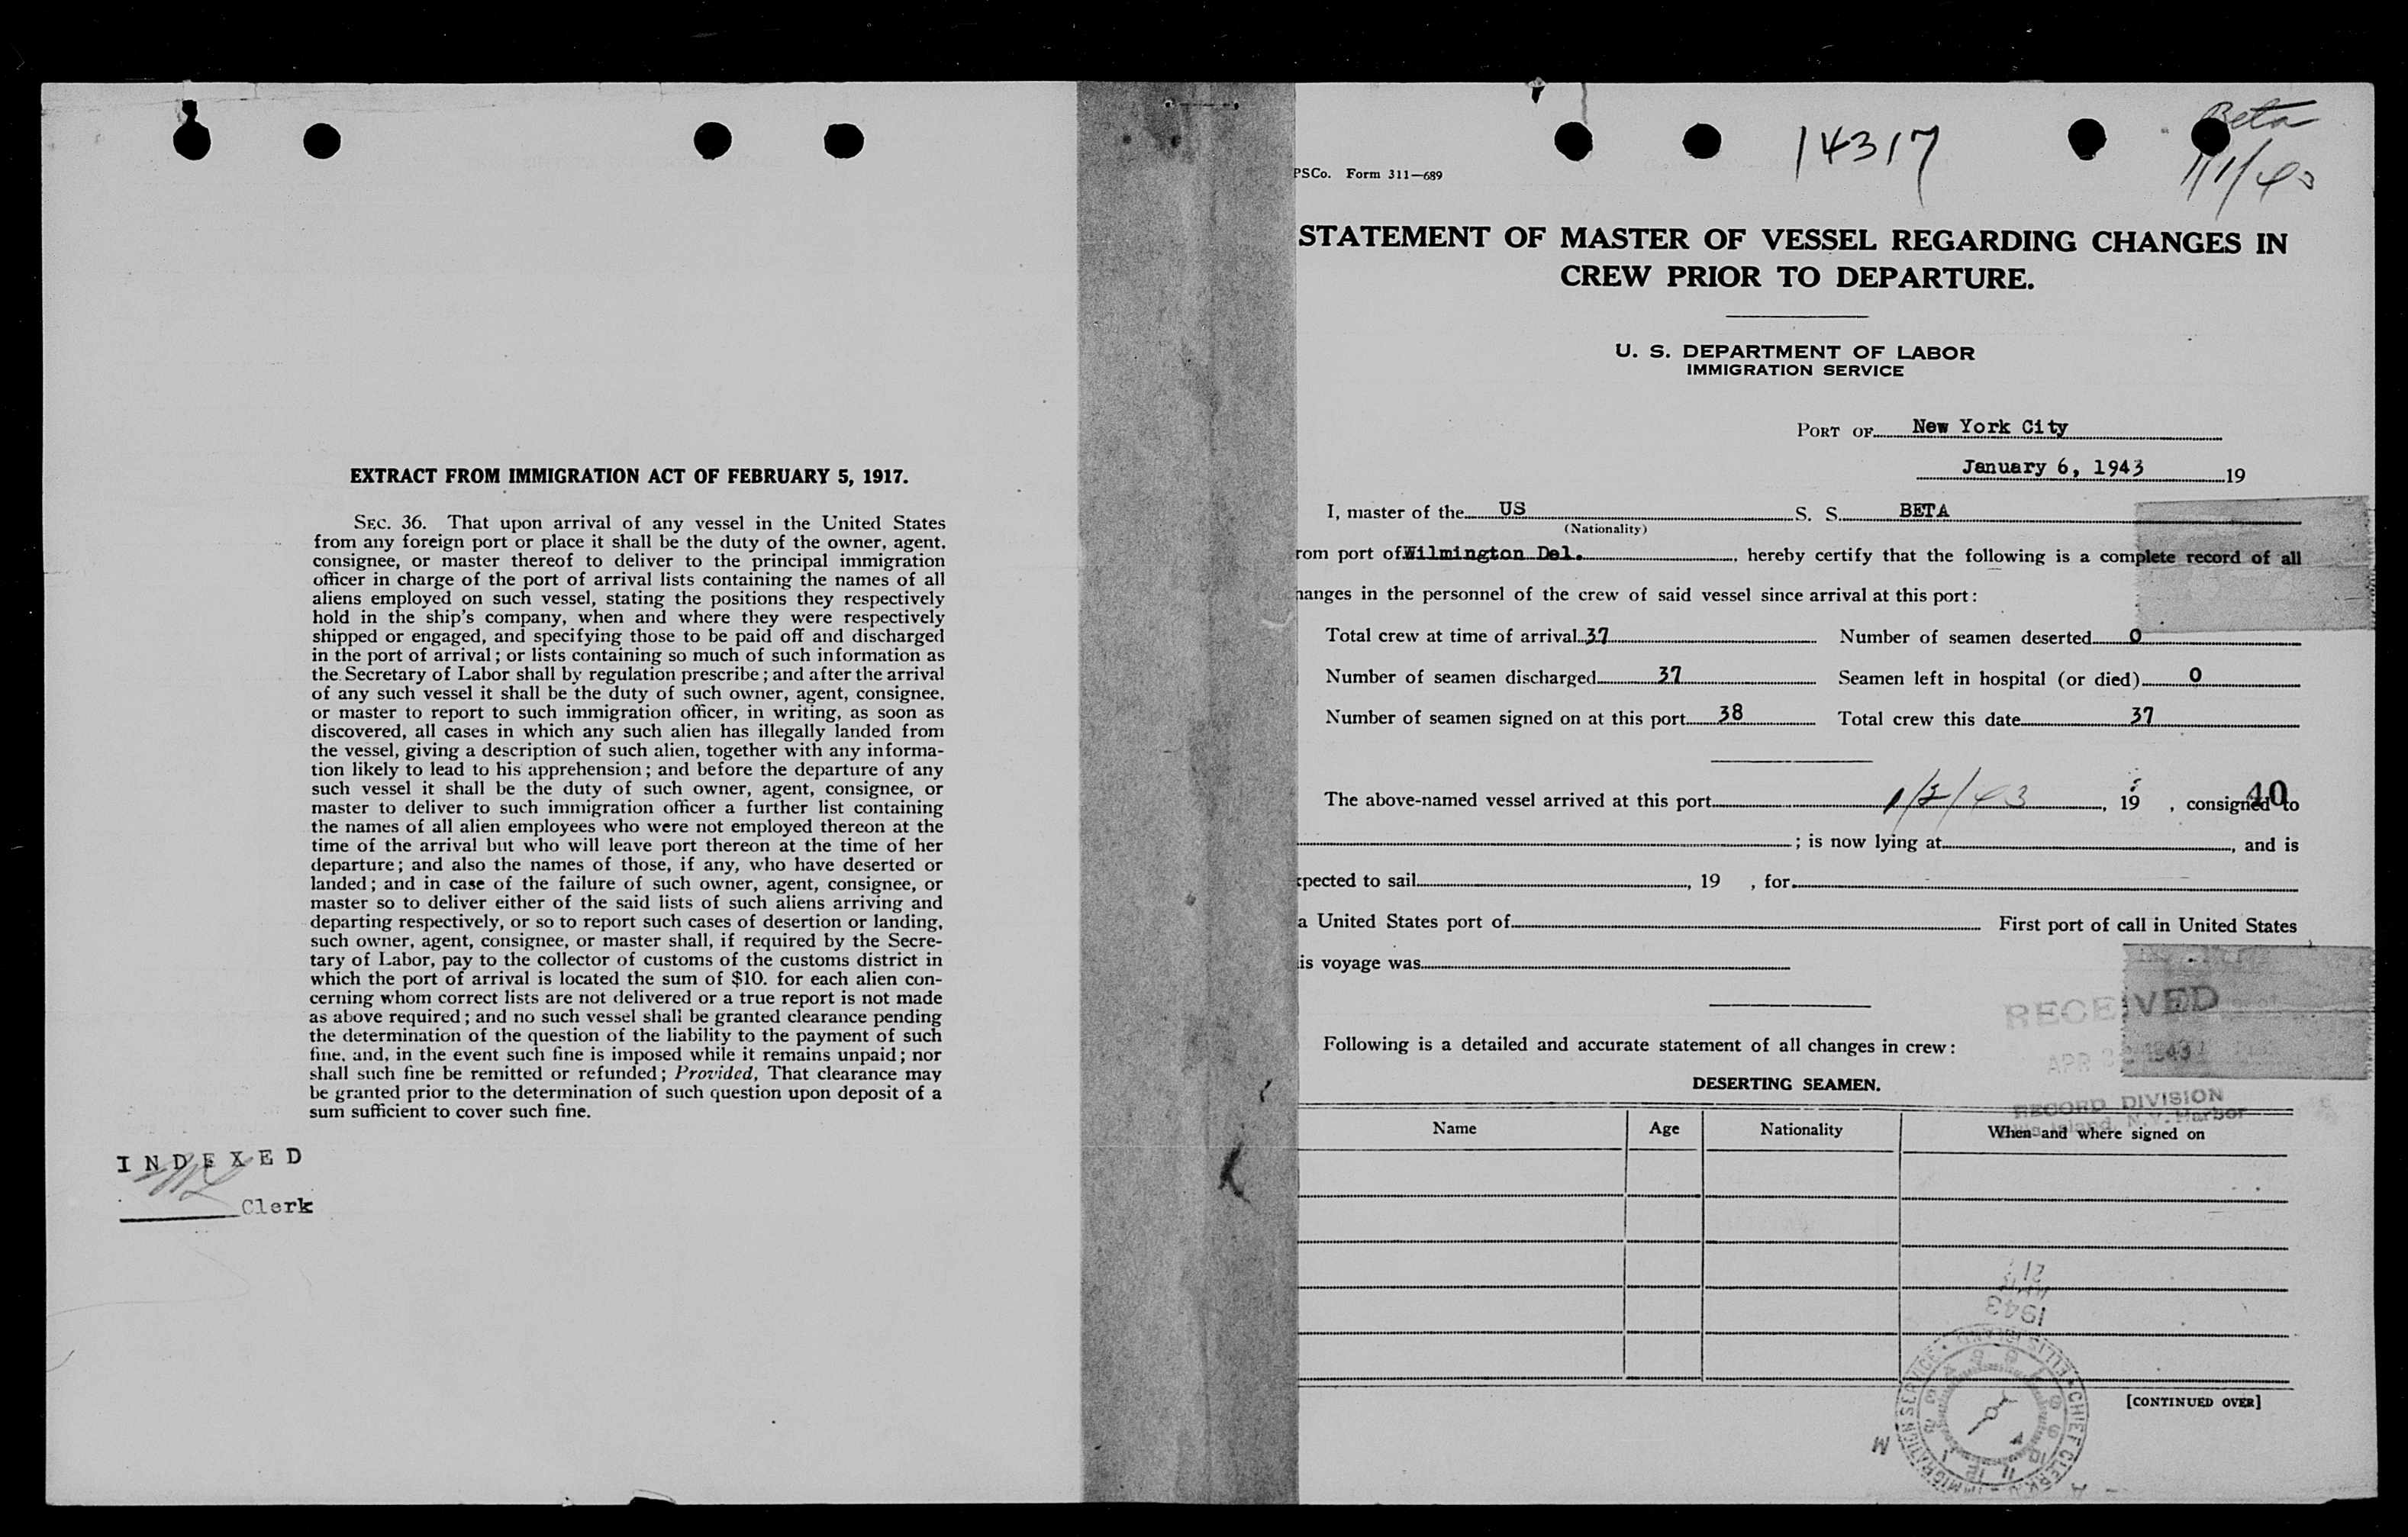 EXTRACT FROM IMMIGRATION ACT OF FEBRUARY 5, 1917.
SEC. 36. That upon arrival of any vessel in the United States
from any foreign port or place it shall be the duty of the owner, agent,
consignee, or master thereof to deliver to the principal immigration
officer in charge of the port of arrival lists containing the names of all
aliens employed on such vessel, stating the positions they respectively
hold in the ship's company, when and where they were respectively
shipped or engaged, and specifying those to be paid off and discharged
in the port of arrival; or lists containing so much of such information as
the Secretary of Labor shall by regulation prescribe; and after the arrival
of any such vessel it shall be the duty of such owner, agent, consignee,
or master to report to such immigration officer, in writing, as soon as
discovered, all cases in which any such alien has illegally landed from
the vessel, giving a description of such alien, together with any informa-
tion likely to lead to his apprehension; and before the departure of any
such vessel it shall be the duty of such owner, agent, consignee, or
master to deliver to such immigration officer a further list containing
the names of all alien employees who were not employed thereon at the
time of the arrival but who will leave port thereon at the time of her
departure; and also the names of those, if any, who have deserted or
landed; and in case of the failure of such owner, agent, consignee, or
master so to deliver either of the said lists of such aliens arriving and
departing respectively, or so to report such cases of desertion or landing,
such owner, agent, consignee, or master shall, if required by the Secre-
tary of Labor, pay to the collector of customs of the customs district in
which the port of arrival is located the sum of $10. for each alien con-
cerning whom correct lists are not delivered or a true report is not made
as above required; and no such vessel shall be granted clearance pending
the determination of the question of the liability to the payment of such
fine, and, in the event such fine is imposed while it remains unpaid; nor
shall such fine be remitted or refunded; Provided, That clearance may
be granted prior to the determination of such question upon deposit of a
sum sufficient to cover such fine.
INDEXED
Clerk
Beta
14317
1/1/43
PSCo. Form 311—689
STATEMENT OF MASTER OF VESSEL REGARDING CHANGES IN
CREW PRIOR TO DEPARTURE.
U. S. DEPARTMENT OF LABOR
IMMIGRATION SERVICE
PORT OF New York City
January 6, 1943 19
I, master of the US S. S. BETA
(Nationality)
rom port of Wilmington Del. , hereby certify that the following is a complete record of all
hanges in the personnel of the crew of said vessel since arrival at this port:
Total crew at time of arrival 37 Number of seamen deserted 0
Number of seamen discharged 37 Seamen left in hospital (or died) 0
Number of seamen signed on at this port 38 Total crew this date 37
The above-named vessel arrived at this port 1/ /43 , 19 , consigned to
40
; is now lying at , and is
pected to sail , 19 , for
a United States port of First port of call in United States
is voyage was
RECEIVED
APR 1943
RECORD DIVISION
Ellis Island, N.Y. Harbor
Following is a detailed and accurate statement of all changes in crew:
DESERTING SEAMEN.
Name Age Nationality When and where signed on
21
1943
IMMIGRATION SERVICE • ELLIS ISLAND • CHIEF CLERK
M
A
[CONTINUED OVER]